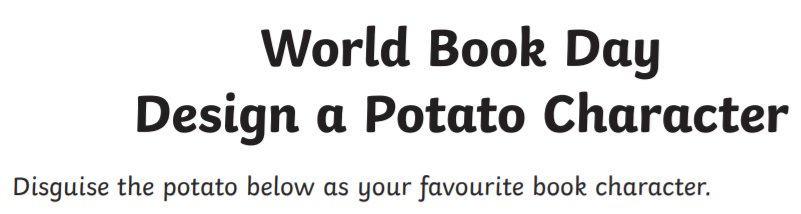 World Book Day
Design a Potato Character
Disguise the potato below as your favourite book character.